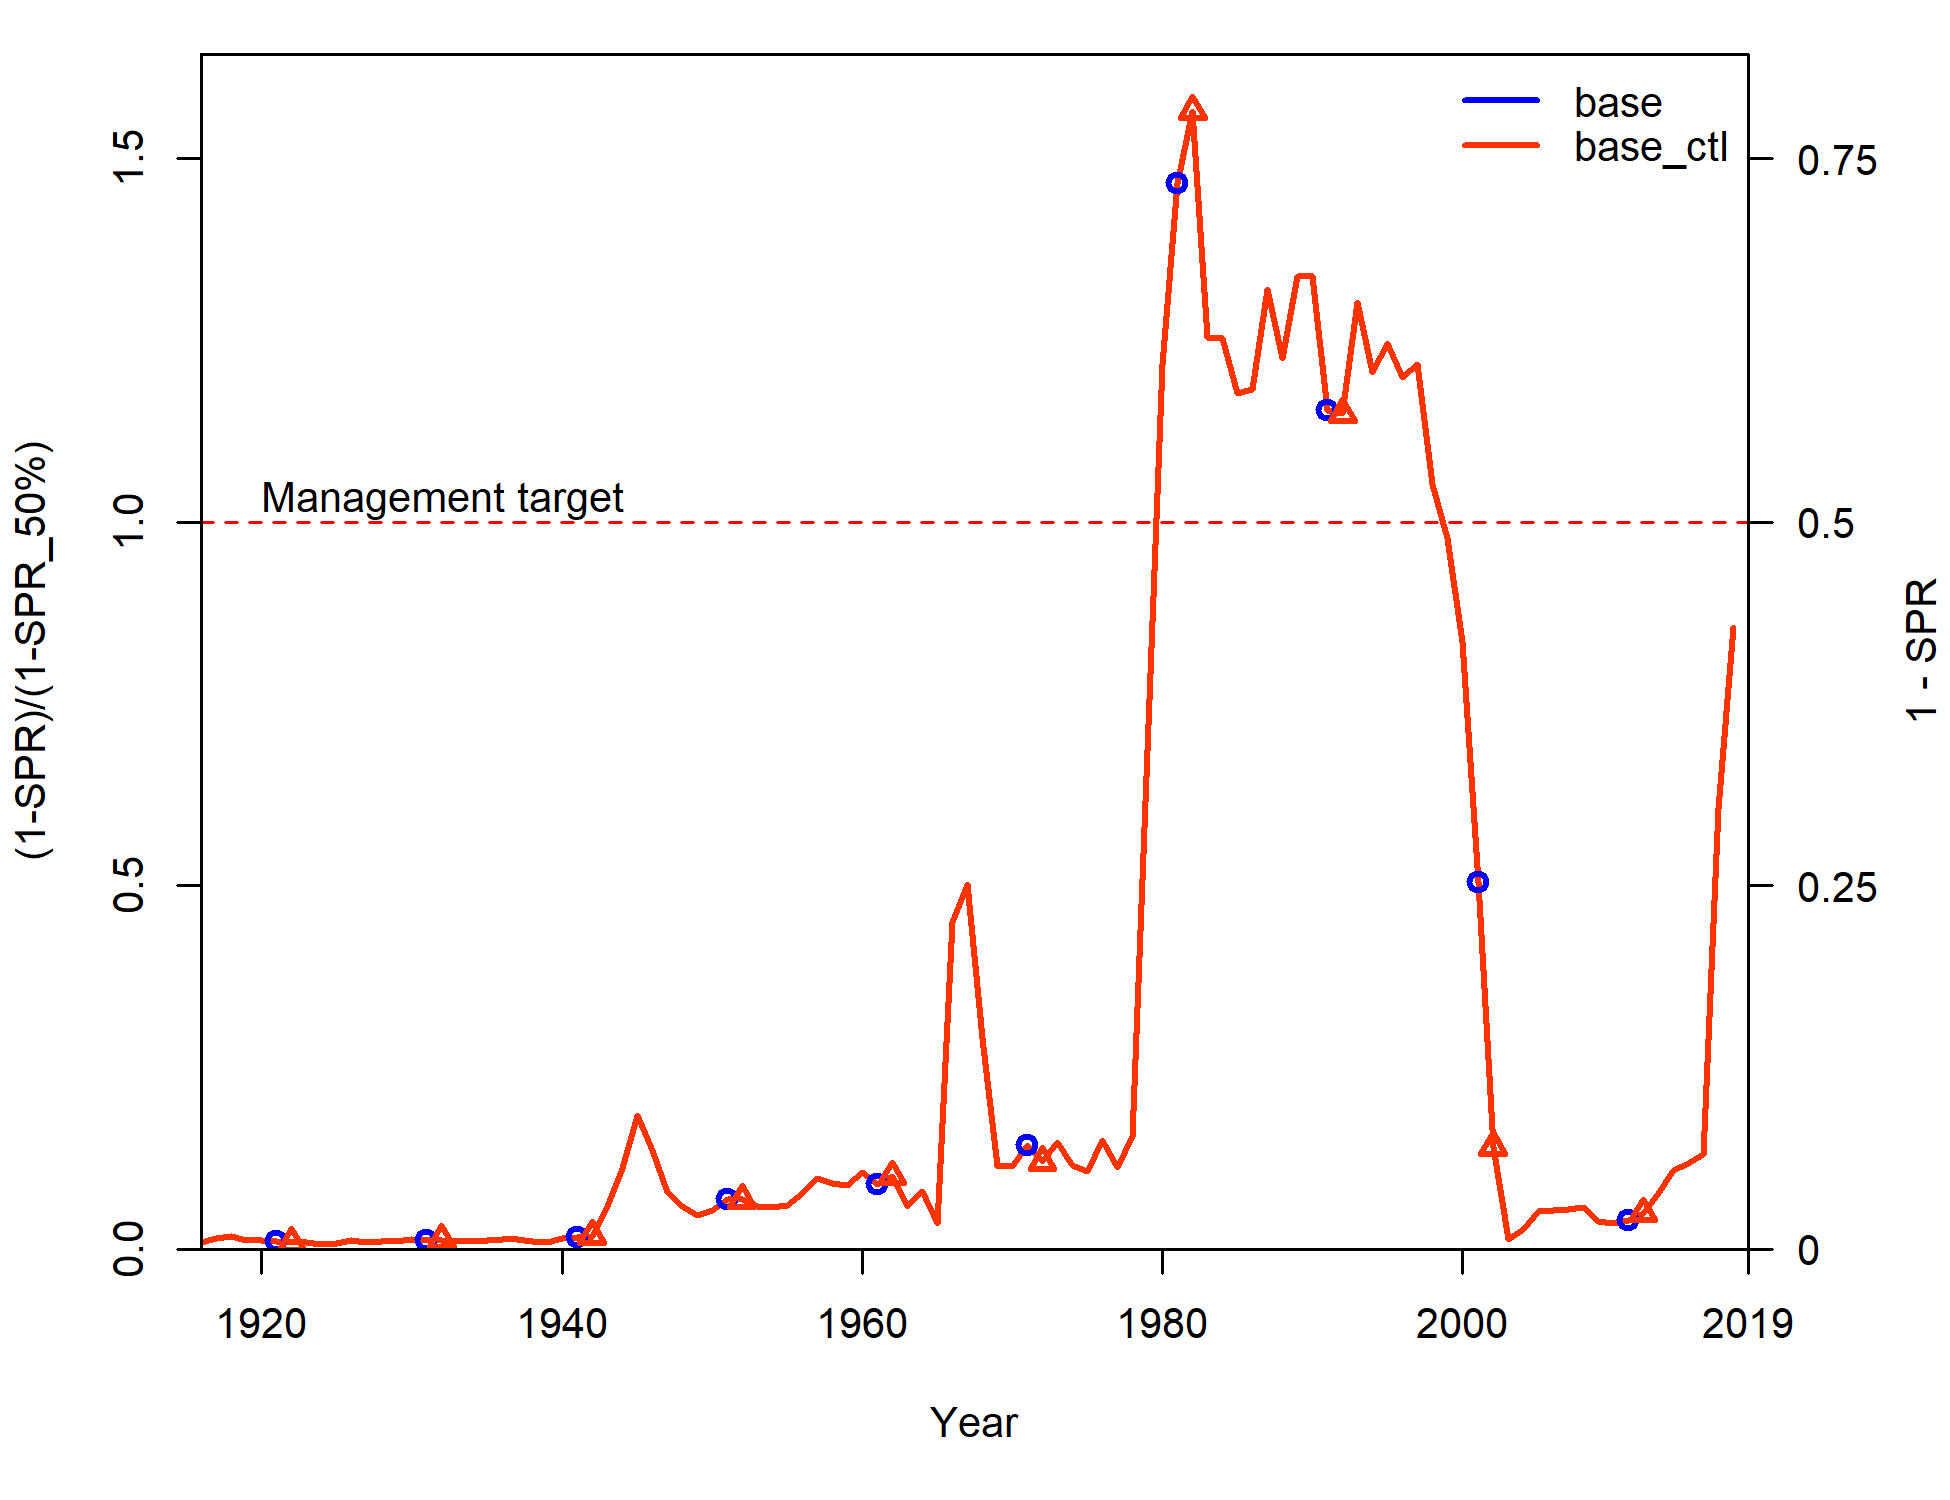 base
base_ctl
Management target
(1-SPR)/(1-SPR_50%)
0.0
0.5
1.0
1.5
1 - SPR
0
0.25
0.5
0.75
1920
1940
1960
1980
2000
2019
Year